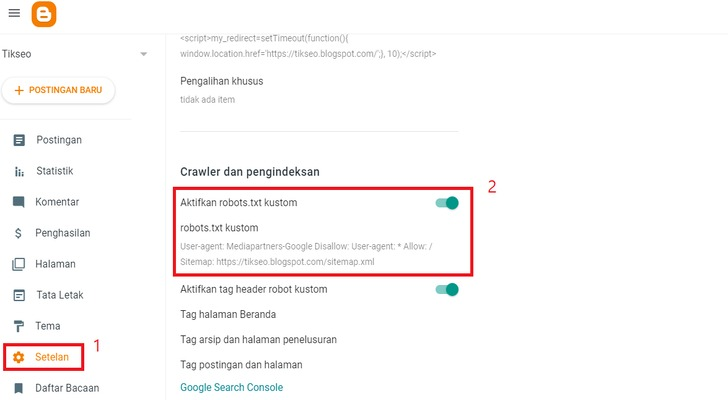 Tikseo
+ POSTINGAN BARU
Postingan
Statistik
Komentar
Penghasilan
Halaman
Tata Letak
Tema
Setelan
1
Daftar Bacaan
<script>my_redirect=setTimeout(function(){
window.location.href='https://tikseo.blogspot.com/';}, 10);</script>
Pengalihan khusus
tidak ada item
Crawler dan pengindeksan
2
Aktifkan robots.txt kustom
robots.txt kustom
User-agent: Mediapartners-Google Disallow: User-agent: * Allow: /
Sitemap: https://tikseo.blogspot.com/sitemap.xml
Aktifkan tag header robot kustom
Tag halaman Beranda
Tag arsip dan halaman penelusuran
Tag postingan dan halaman
Google Search Console